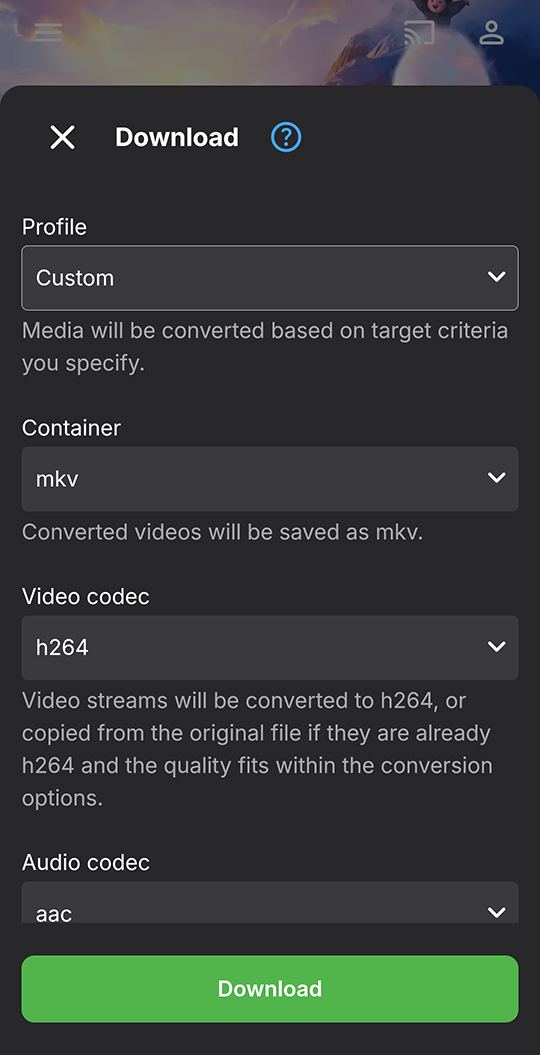 Download
Profile
Custom
Media will be converted based on target criteria
you specify.
Container
mkv
Converted videos will be saved as mkv.
Video codec
h264
Video streams will be converted to h264, or
copied from the original file if they are already
h264 and the quality fits within the conversion
options.
Audio codec
aac
Download